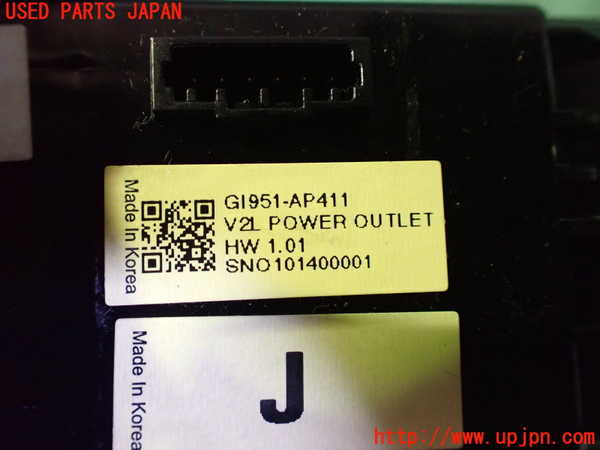 USED PARTS JAPAN
Made In Korea
GI951-AP411
V2L POWER OUTLET
HW 1.01
SNO101400001
Made In Korea
J
http://www.upjpn.com/